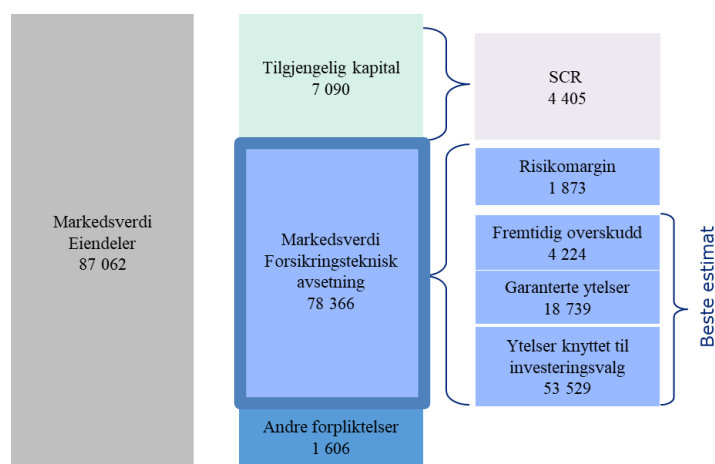 Markedsverdi
Eiendeler
87 062
Tilgjengelig kapital
7 090
Markedsverdi
Forsikringsteknisk
avsetning
78 366
Andre forpliktelser
1 606
SCR
4 405
Risikomargin
1 873
Fremtidig overskudd
4 224
Garanterte ytelser
18 739
Ytelser knyttet til
investeringsvalg
53 529
Beste estimat